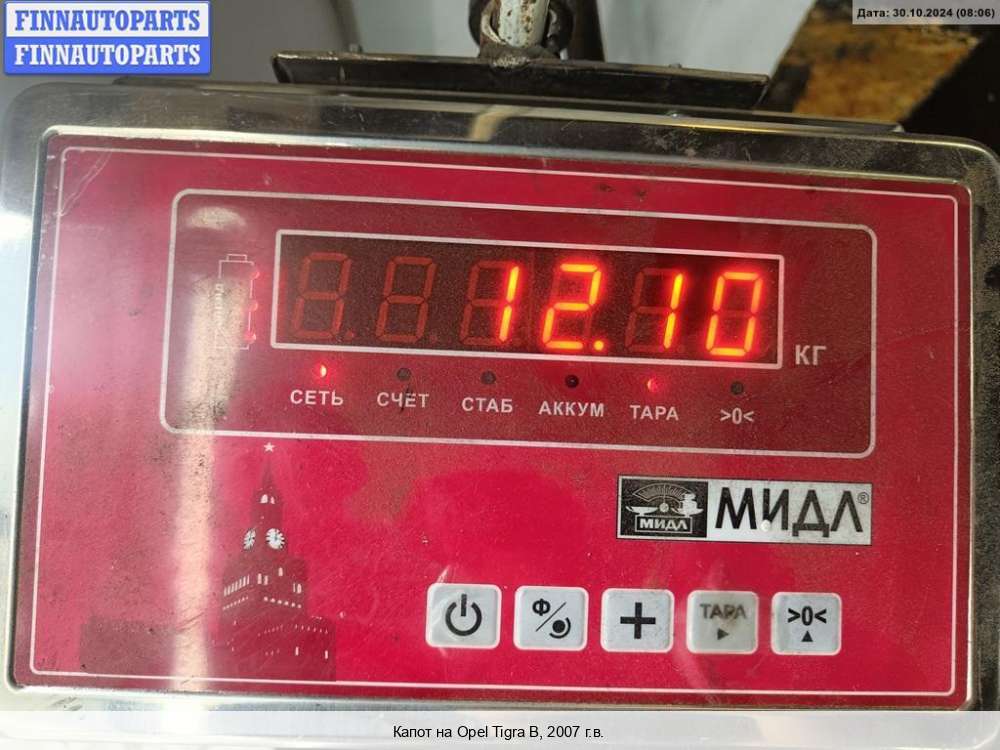 FINNAUTOPARTS
FINNAUTOPARTS
Дата: 30.10.2024 (08:06)
12.10
КГ
СЕТЬ СЧЁТ СТАБ АККУМ ТАРА >0<
МИДЛ МИДЛ®
Ф/ + ТАРА >0<
Капот на Opel Tigra B, 2007 г.в.